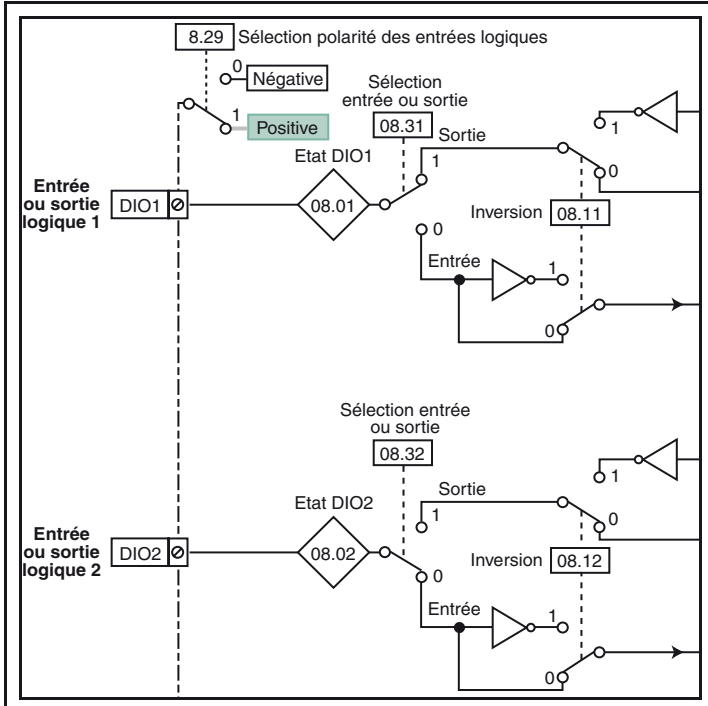 8.29 Sélection polarité des entrées logiques
0
Négative
1
Positive
Sélection
entrée ou sortie
08.31
Sortie
1
1
0
Etat DIO1
Entrée
ou sortie
logique 1
DIO1
08.01
0
Inversion 08.11
Entrée
1
0
Sélection entrée
ou sortie
08.32
Sortie
1
1
0
Etat DIO2
Entrée
ou sortie
logique 2
DIO2
08.02
0
Inversion 08.12
Entrée
1
0